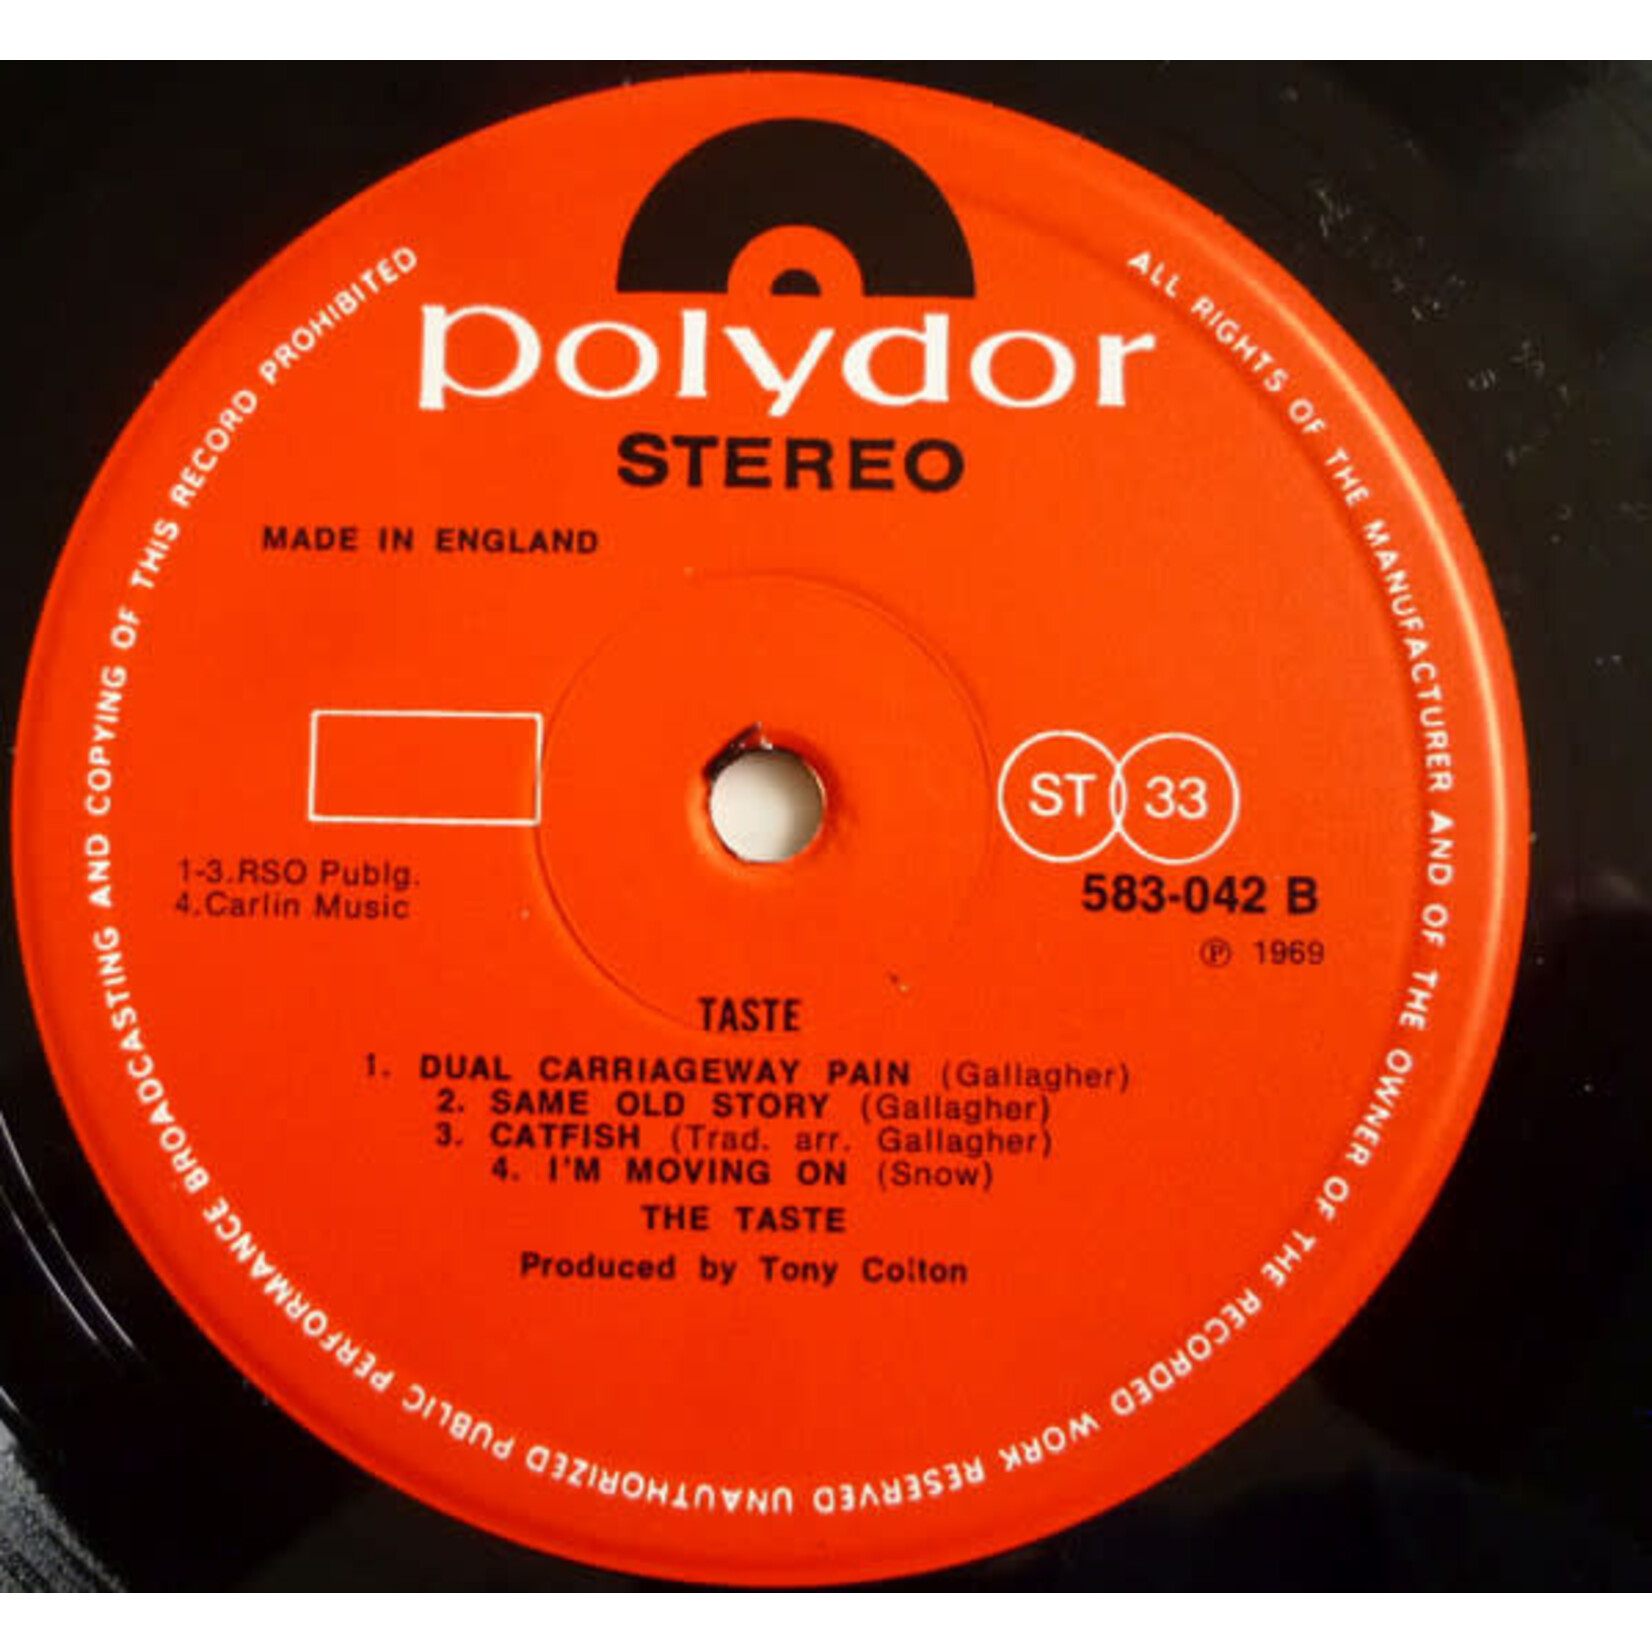 polydor
STEREO
MADE IN ENGLAND
ST 33
1-3.RSO Publg.
4.Carlin Music
583-042 B
℗ 1969
TASTE
1. DUAL CARRIAGEWAY PAIN (Gallagher)
2. SAME OLD STORY (Gallagher)
3. CATFISH (Trad. arr. Gallagher)
4. I'M MOVING ON (Snow)
THE TASTE
Produced by Tony Colton
ALL RIGHTS OF THE MANUFACTURER AND OF THE OWNER OF THE RECORDED WORK RESERVED UNAUTHORIZED PUBLIC PERFORMANCE BROADCASTING AND COPYING OF THIS RECORD PROHIBITED